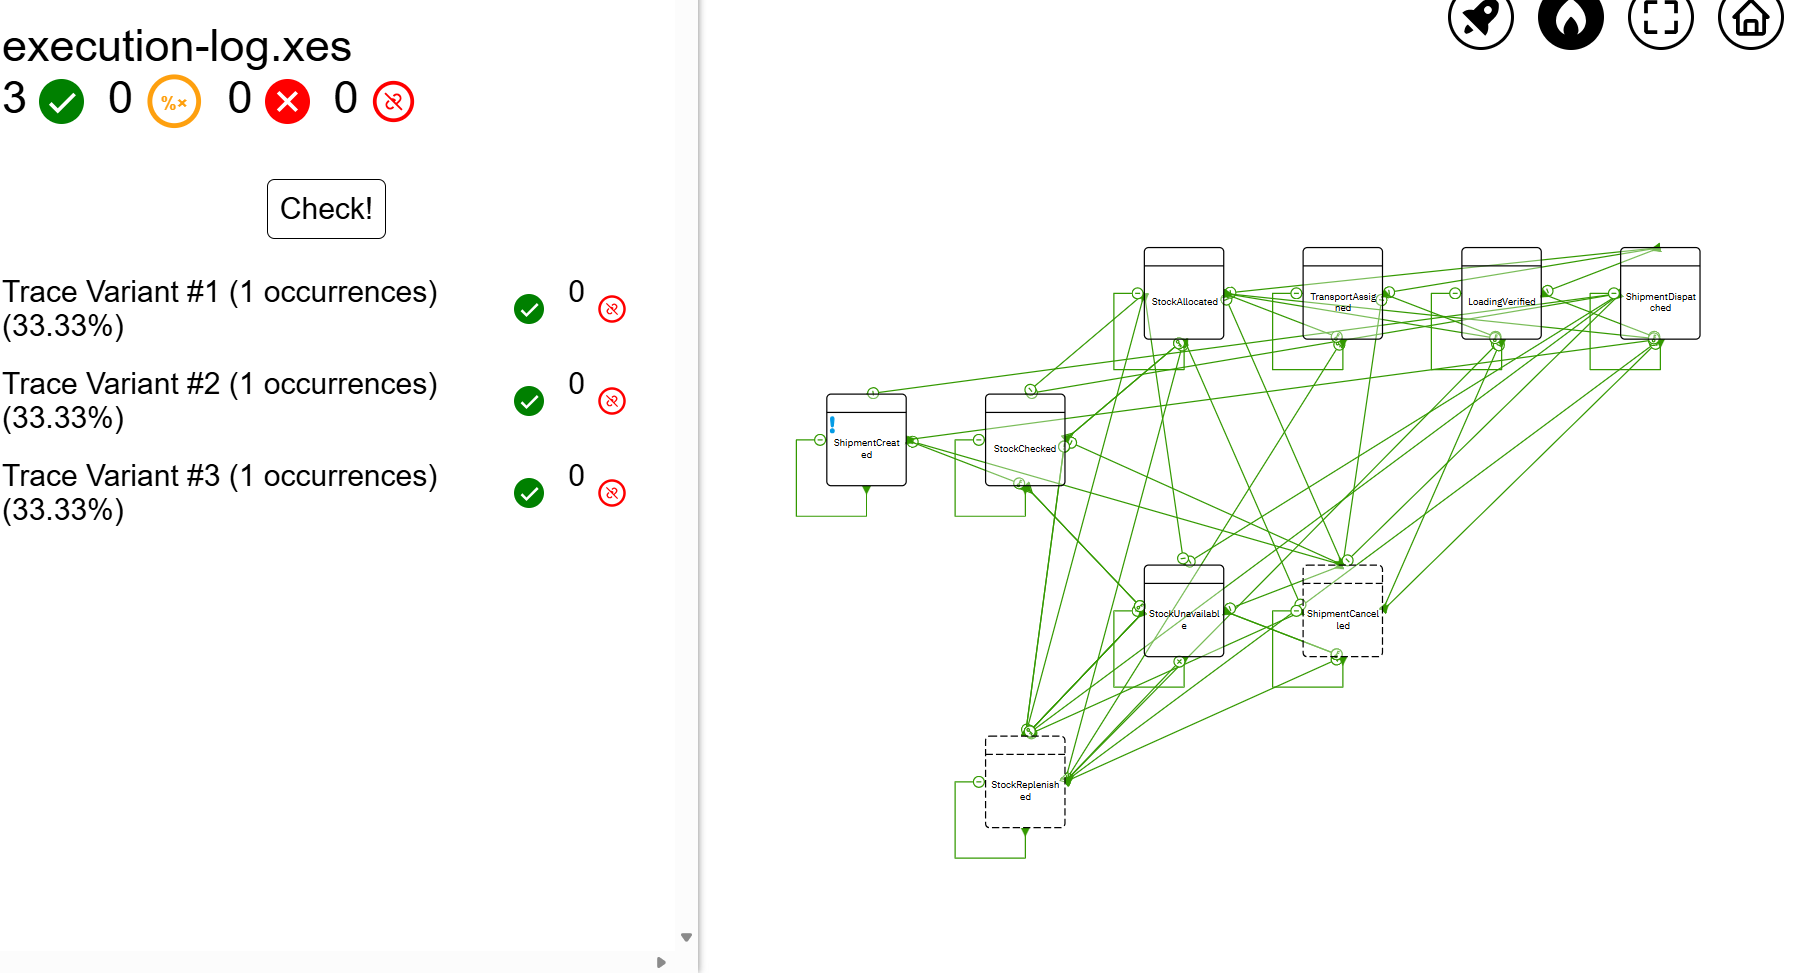 execution-log.xes
3 0 %× 0 0
Check!
Trace Variant #1 (1 occurrences)
(33.33%)
0
Trace Variant #2 (1 occurrences)
(33.33%)
0
Trace Variant #3 (1 occurrences)
(33.33%)
0
StockAllocated
TransportAssig
ned
LoadingVerified
ShipmentDispat
ched
!
ShipmentCreat
ed
StockChecked
StockUnavailabl
e
ShipmentCancel
led
StockReplenish
ed